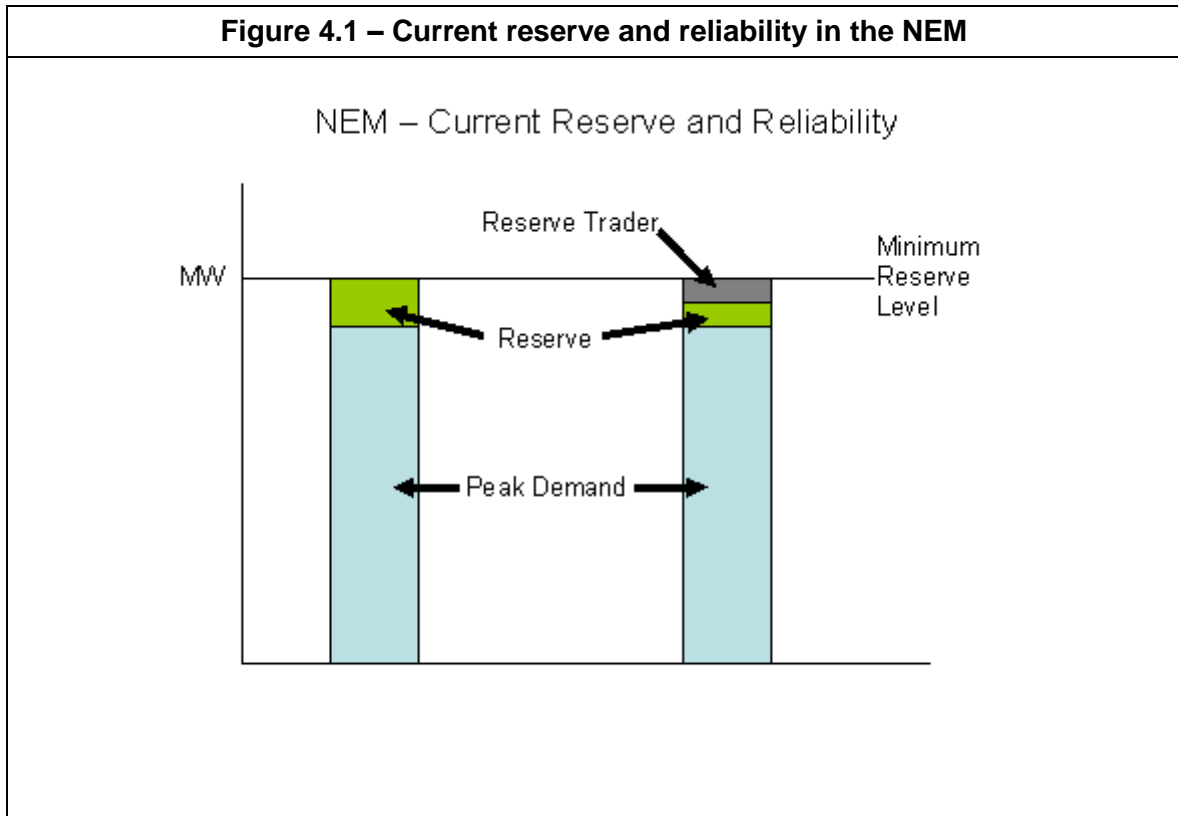 Figure 4.1 – Current reserve and reliability in the NEM
NEM – Current Reserve and Reliability
Reserve Trader
MW
Minimum
Reserve
Level
Reserve
Peak Demand